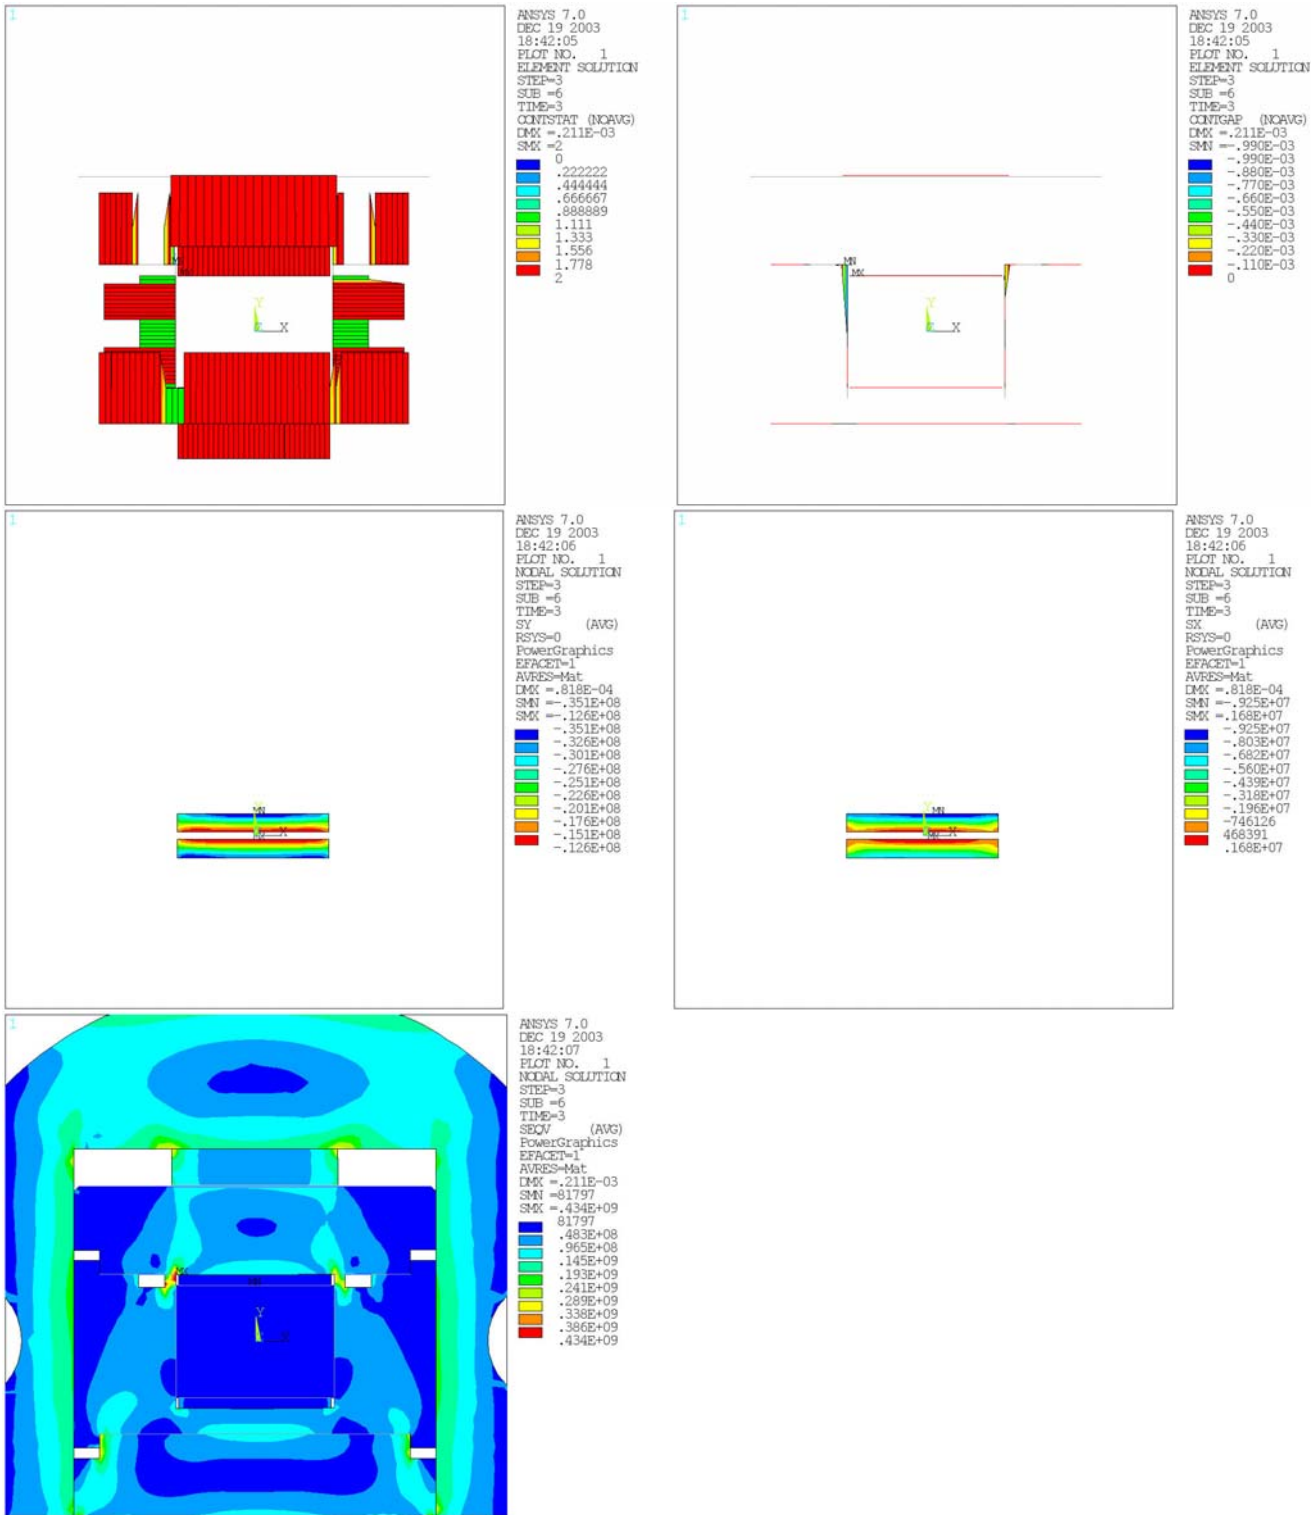 1
ANSYS 7.0
DEC 19 2003
18:42:05
PLOT NO. 1
ELEMENT SOLUTION
STEP=3
SUB =6
TIME=3
CONTSTAT (NOAVG)
DMX =.211E-03
SMX =2
0
.222222
.444444
.666667
.888889
1.111
1.333
1.556
1.778
2
MX
Y
X
1
ANSYS 7.0
DEC 19 2003
18:42:05
PLOT NO. 1
ELEMENT SOLUTION
STEP=3
SUB =6
TIME=3
CONTGAP (NOAVG)
DMX =.211E-03
SMN =-.990E-03
-.990E-03
-.880E-03
-.770E-03
-.660E-03
-.550E-03
-.440E-03
-.330E-03
-.220E-03
-.110E-03
0
MN
MX
Y
X
1
ANSYS 7.0
DEC 19 2003
18:42:06
PLOT NO. 1
NODAL SOLUTION
STEP=3
SUB =6
TIME=3
SY (AVG)
RSYS=0
PowerGraphics
EFACET=1
AVRES=Mat
DMX =.818E-04
SMN =-.351E+08
SMX =-.126E+08
-.351E+08
-.326E+08
-.301E+08
-.276E+08
-.251E+08
-.226E+08
-.201E+08
-.176E+08
-.151E+08
-.126E+08
MN
X
1
ANSYS 7.0
DEC 19 2003
18:42:06
PLOT NO. 1
NODAL SOLUTION
STEP=3
SUB =6
TIME=3
SX (AVG)
RSYS=0
PowerGraphics
EFACET=1
AVRES=Mat
DMX =.818E-04
SMN =-.925E+07
SMX =.168E+07
-.925E+07
-.803E+07
-.682E+07
-.560E+07
-.439E+07
-.318E+07
-.196E+07
-746126
468391
.168E+07
MN
X
1
ANSYS 7.0
DEC 19 2003
18:42:07
PLOT NO. 1
NODAL SOLUTION
STEP=3
SUB =6
TIME=3
SEQV (AVG)
PowerGraphics
EFACET=1
AVRES=Mat
DMX =.211E-03
SMN =81797
SMX =.434E+09
81797
.483E+08
.965E+08
.145E+09
.193E+09
.241E+09
.289E+09
.338E+09
.386E+09
.434E+09
MX
MN
Y
X